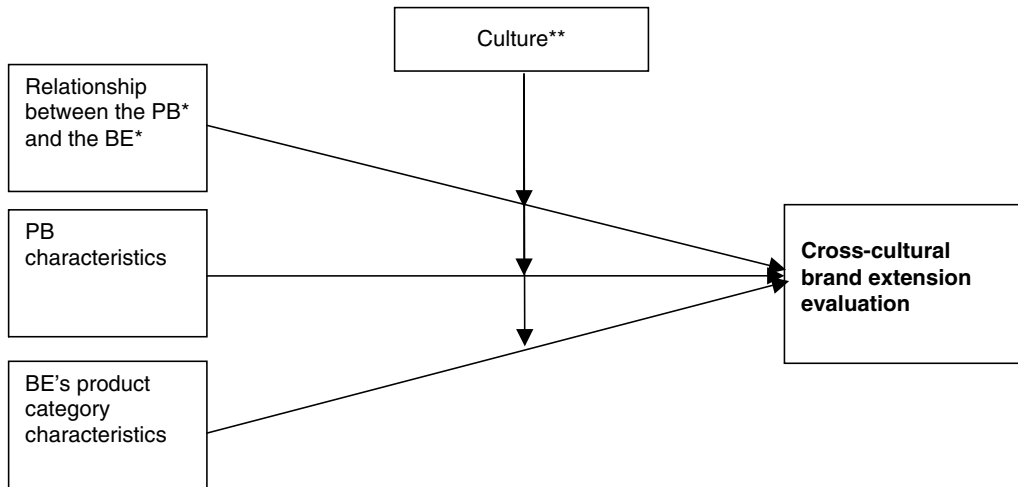 Culture**
Relationship
between the PB*
and the BE*
PB
characteristics
BE's product
category
characteristics
Cross-cultural
brand extension
evaluation